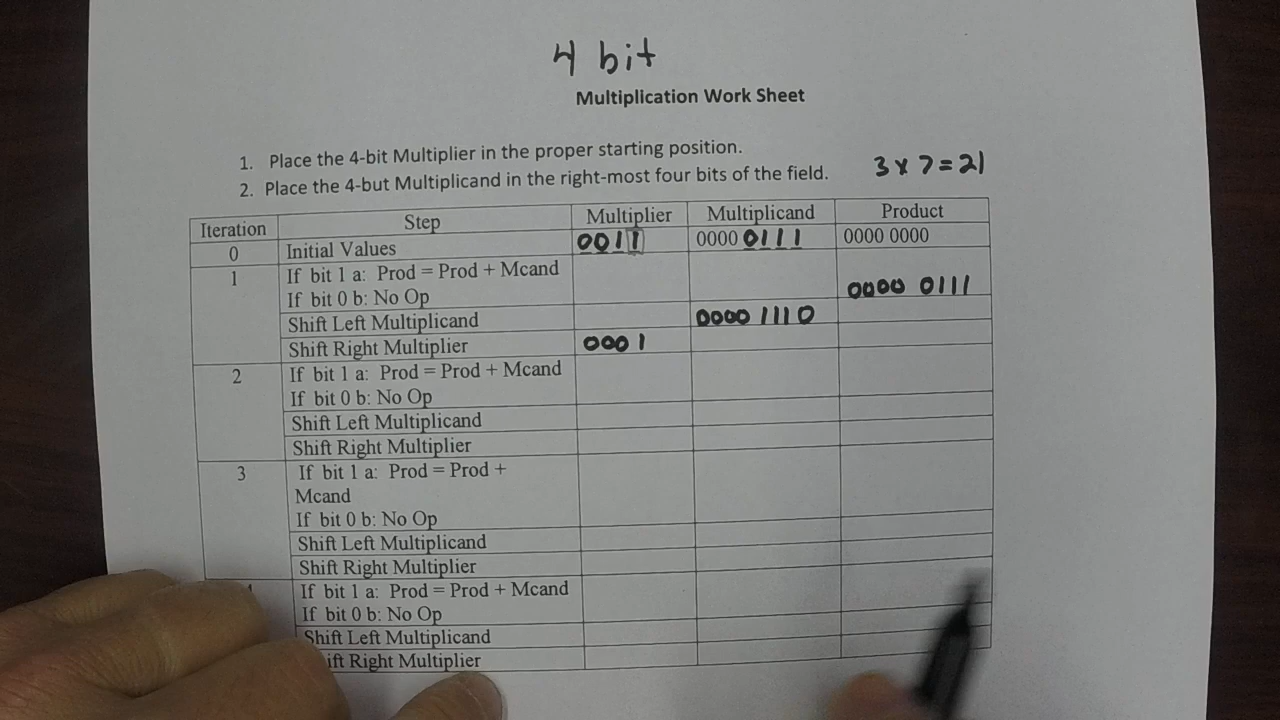 4 bit
Multiplication Work Sheet
1. Place the 4-bit Multiplier in the proper starting position.
2. Place the 4-but Multiplicand in the right-most four bits of the field.
3 x 7 = 21
Iteration Step Multiplier Multiplicand Product
0 Initial Values 0011 0000 0111 0000 0000
1 If bit 1 a: Prod = Prod + Mcand
If bit 0 b: No Op 0000 0111
Shift Left Multiplicand 0000 1110
Shift Right Multiplier 0001
2 If bit 1 a: Prod = Prod + Mcand
If bit 0 b: No Op
Shift Left Multiplicand
Shift Right Multiplier
3 If bit 1 a: Prod = Prod +
Mcand
If bit 0 b: No Op
Shift Left Multiplicand
Shift Right Multiplier
If bit 1 a: Prod = Prod + Mcand
If bit 0 b: No Op
Shift Left Multiplicand
Right Multiplier